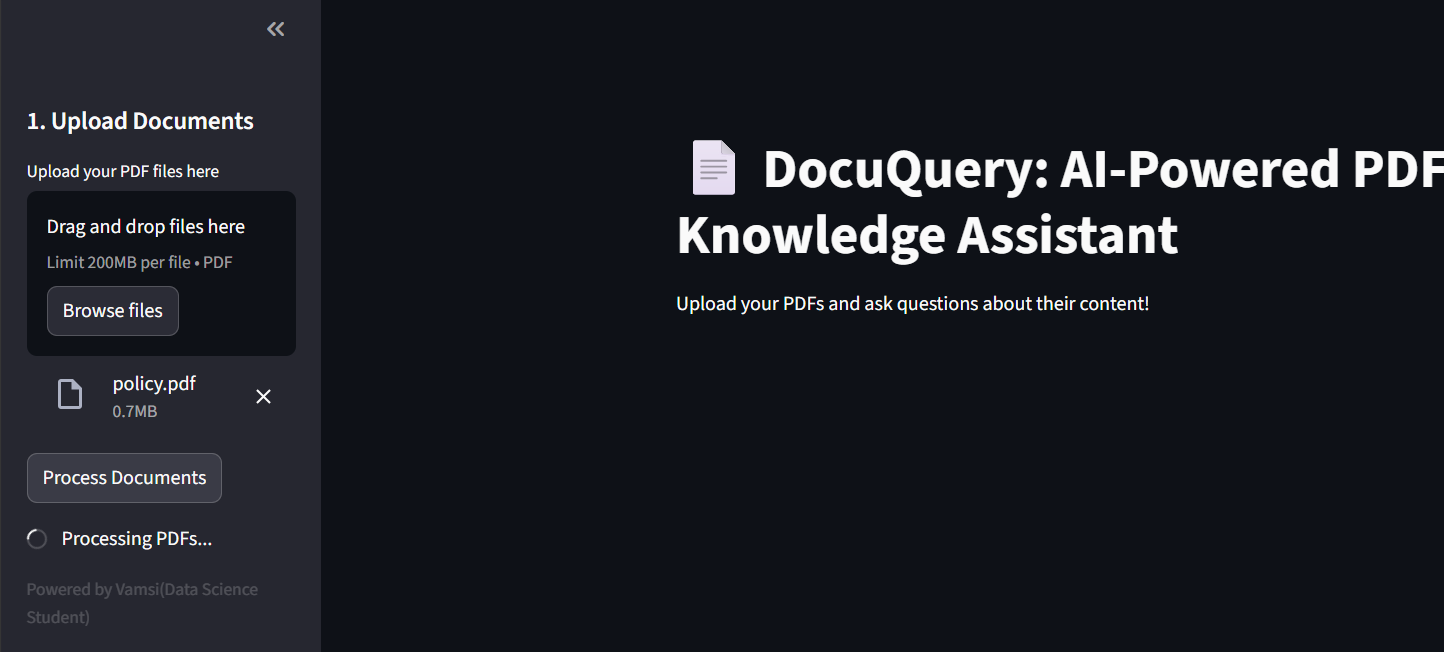 1. Upload Documents
Upload your PDF files here
Drag and drop files here
Limit 200MB per file • PDF
Browse files
policy.pdf
0.7MB
Process Documents
Processing PDFs...
Powered by Vamsi(Data Science
Student)
DocuQuery: AI-Powered PDF
Knowledge Assistant
Upload your PDFs and ask questions about their content!